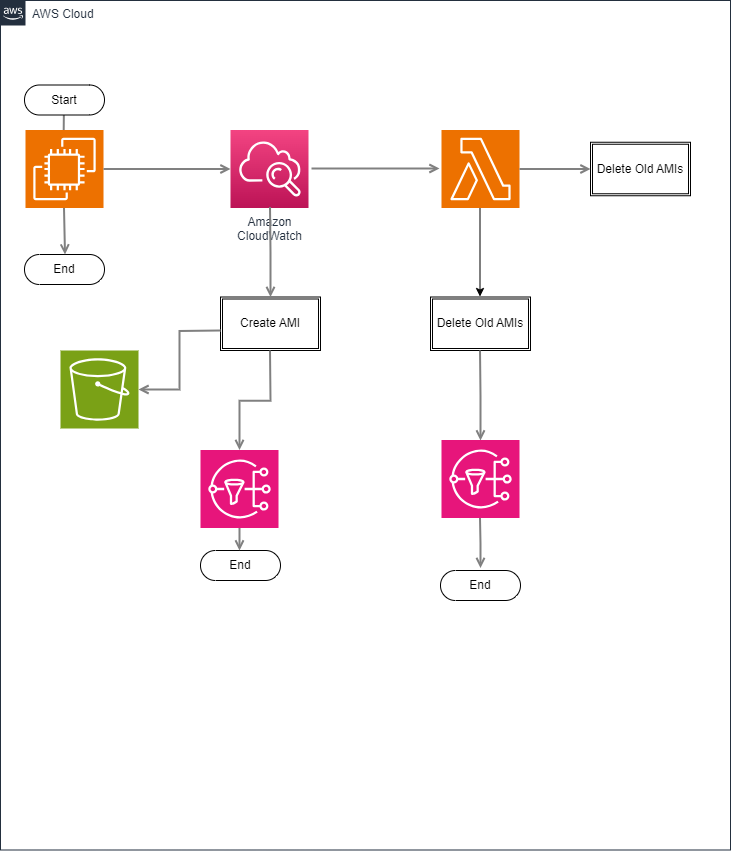 aws
AWS Cloud
Start
Delete Old AMIs
Amazon
CloudWatch
End
Create AMI
Delete Old AMIs
End
End